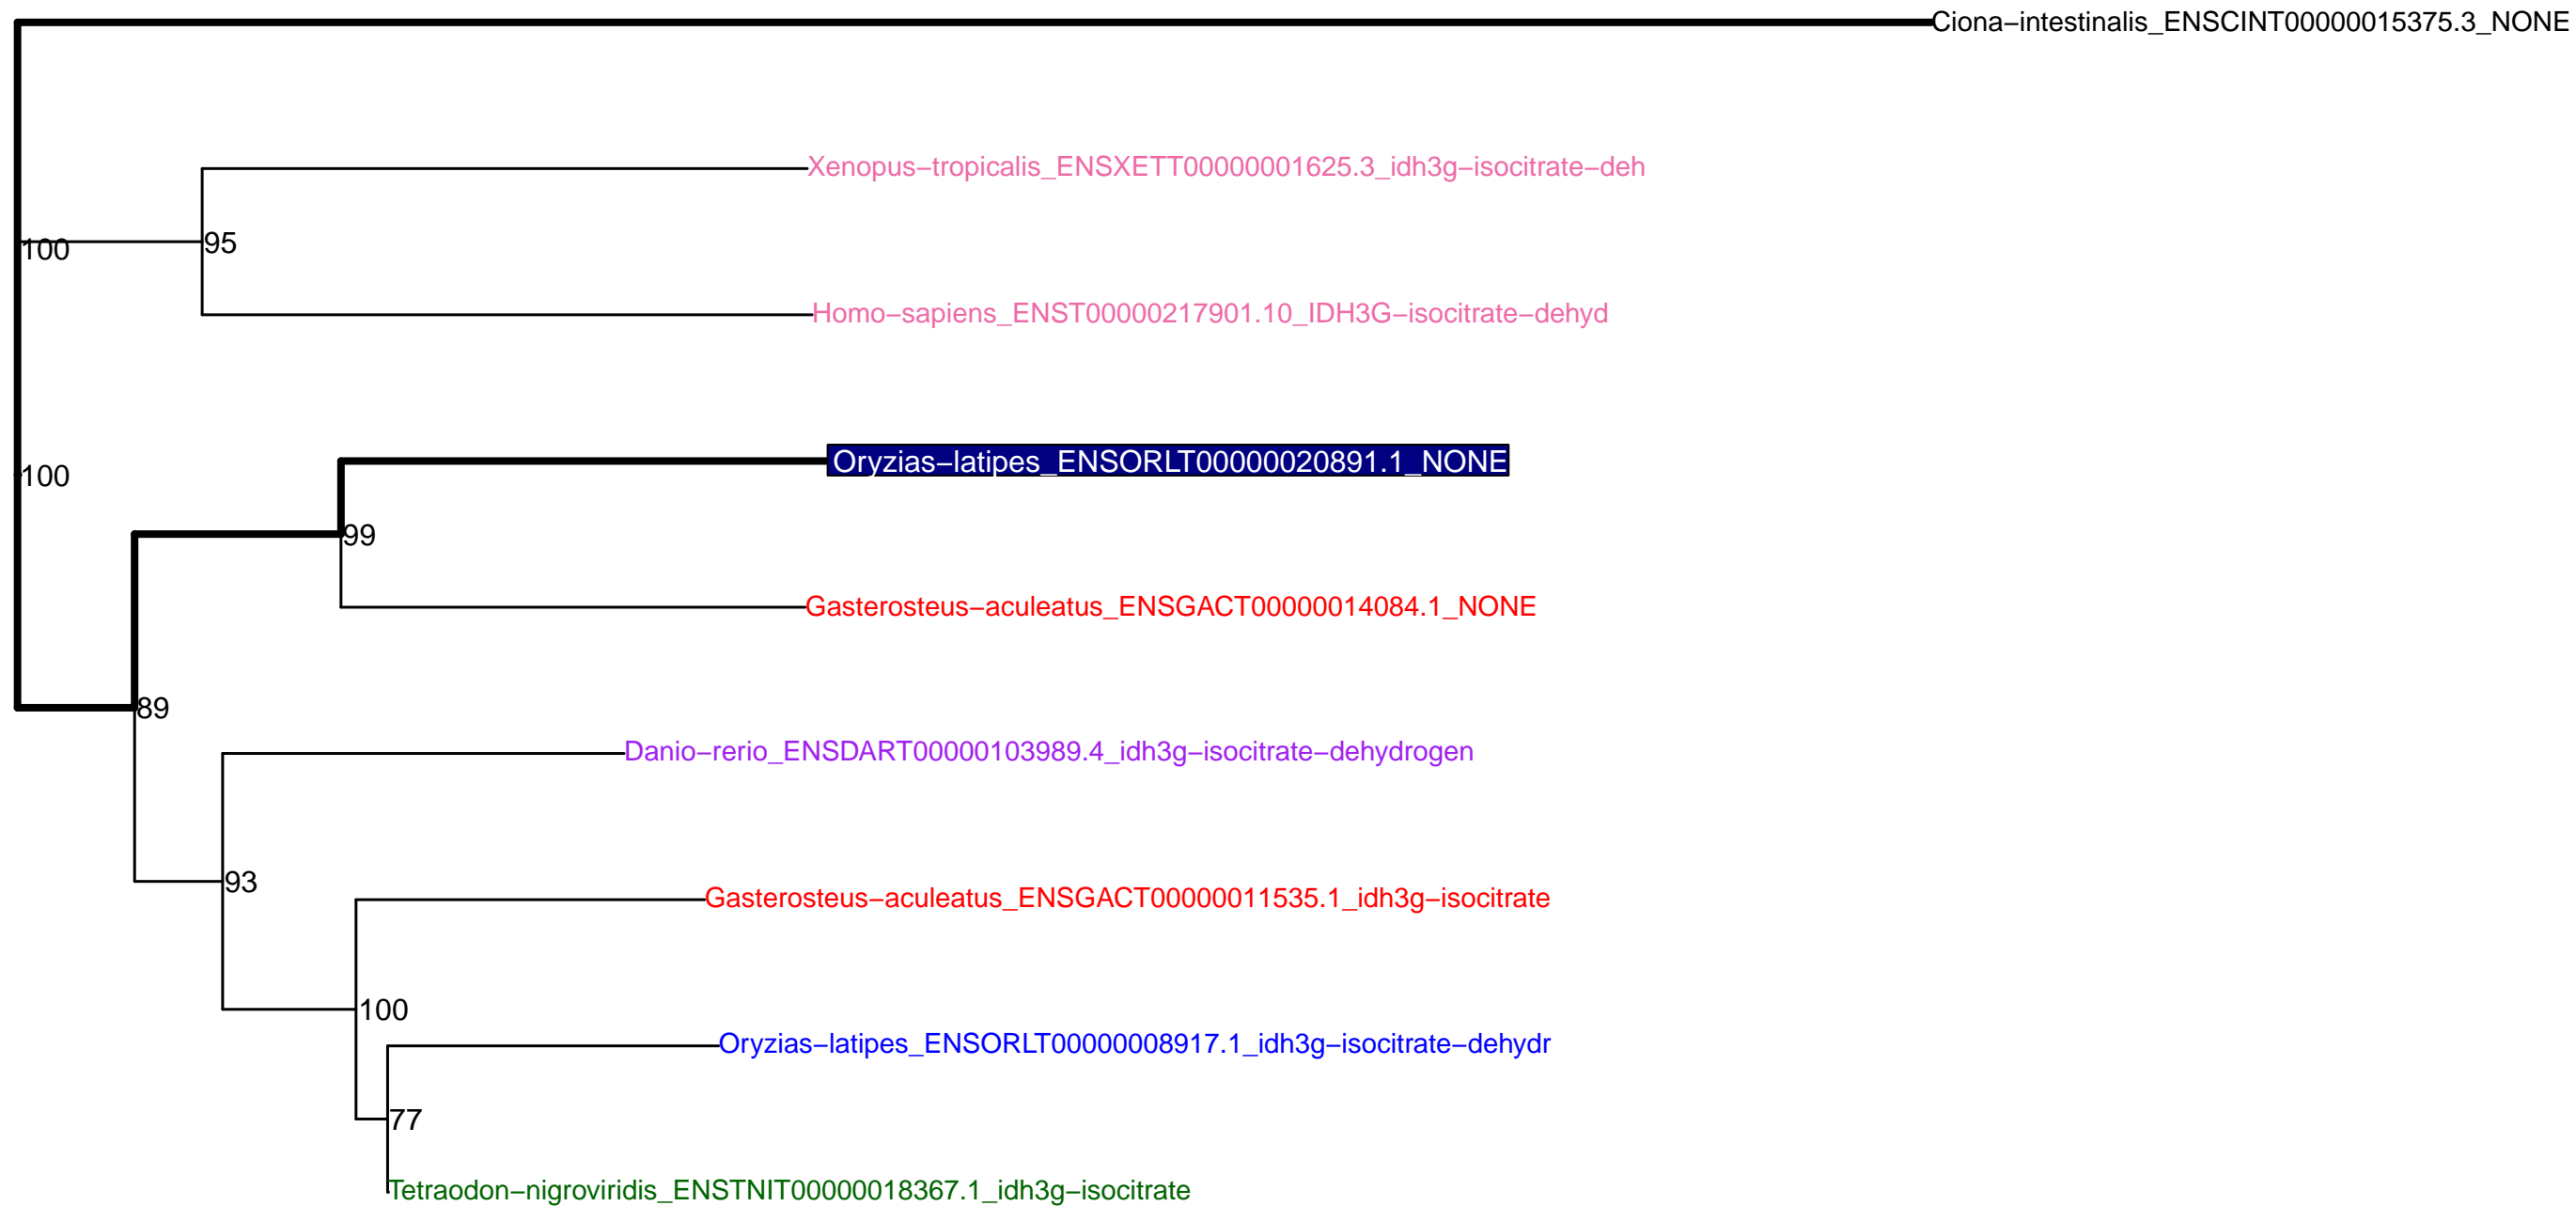 Ciona−intestinalis_ENSCINT00000015375.3_NONE
Xenopus−tropicalis_ENSXETT00000001625.3_idh3g−isocitrate−deh
100
95
Homo−sapiens_ENST00000217901.10_IDH3G−isocitrate−dehyd
Oryzias−latipes_ENSORLT00000020891.1_NONE
100
99
Gasterosteus−aculeatus_ENSGACT00000014084.1_NONE
89
Danio−rerio_ENSDART00000103989.4_idh3g−isocitrate−dehydrogen
93
Gasterosteus−aculeatus_ENSGACT00000011535.1_idh3g−isocitrate
100
Oryzias−latipes_ENSORLT00000008917.1_idh3g−isocitrate−dehydr
77
Tetraodon−nigroviridis_ENSTNIT00000018367.1_idh3g−isocitrate